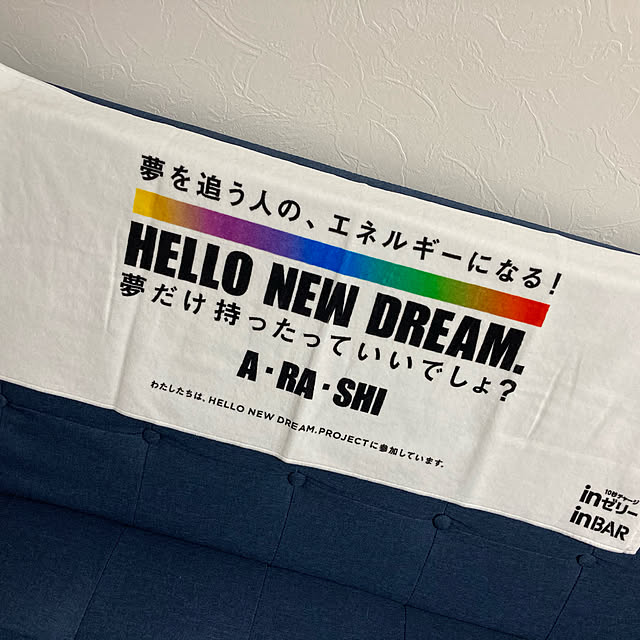 夢を追う人の、エネルギーになる!
HELLO NEW DREAM.
夢だけ持ったっていいでしょ?
A・RA・SHI
わたしたちは、HELLO NEW DREAM.PROJECTに参加しています。
10秒チャージ
inゼリー
inBAR